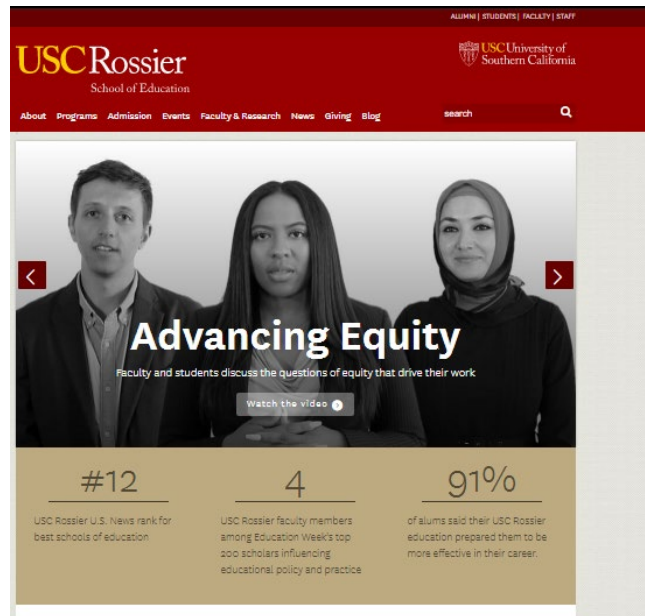 ALUMNI | STUDENTS | FACULTY | STAFF
USC Rossier
School of Education
USC University of
Southern California
About Programs Admission Events Faculty & Research News Giving Blog
search
Advancing Equity
Faculty and students discuss the questions of equity that drive their work
Watch the video
#12
USC Rossier U.S. News rank for
best schools of education
4
USC Rossier faculty members
among Education Week's top
200 scholars influencing
educational policy and practice
91%
of alums said their USC Rossier
education prepared them to be
more effective in their career.